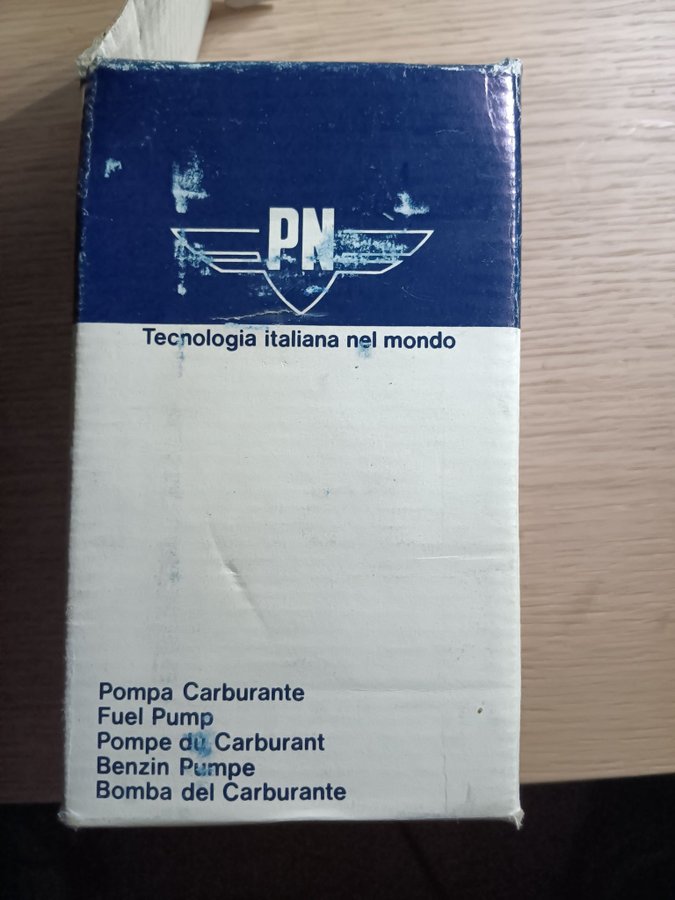 PN
Tecnologia italiana nel mondo
Pompa Carburante
Fuel Pump
Pompe du Carburant
Benzin Pumpe
Bomba del Carburante